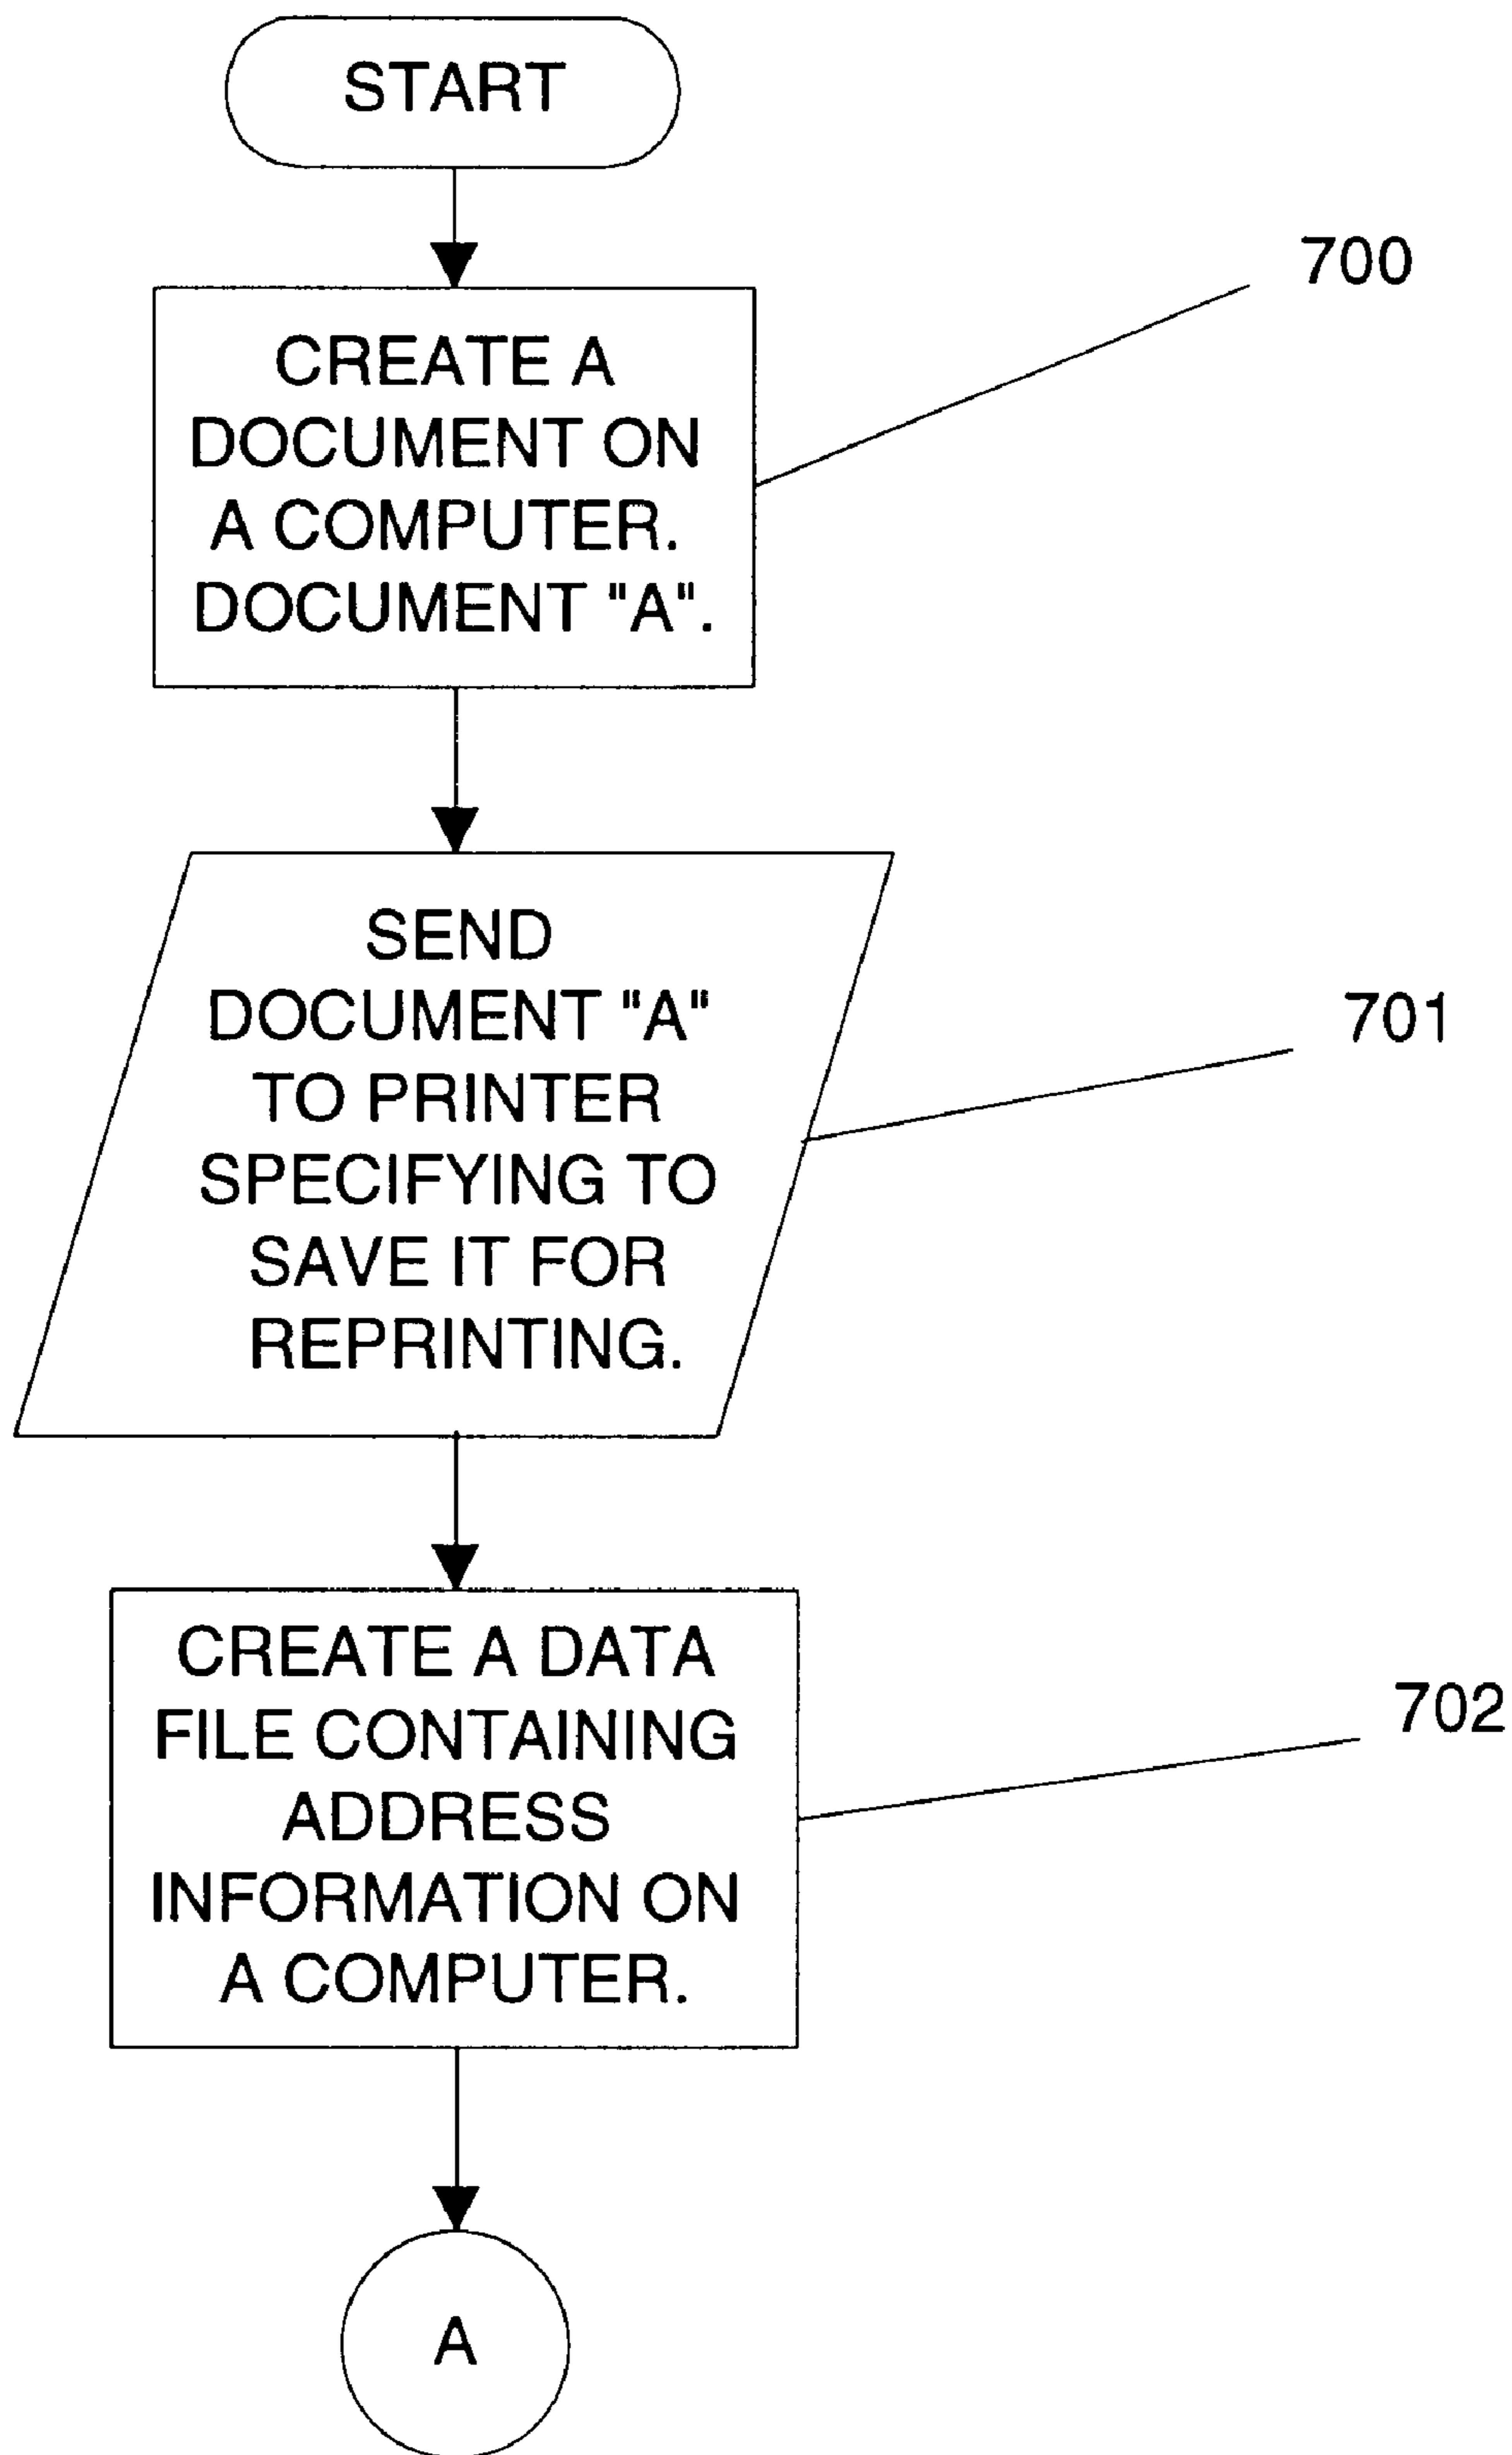 START
700
CREATE A
DOCUMENT ON
A COMPUTER.
DOCUMENT "A".
SEND
DOCUMENT "A"
701
TO PRINTER
SPECIFYING TO
SAVE IT FOR
REPRINTING.
CREATE A DATA
FILE CONTAINING
702
ADDRESS
INFORMATION ON
A COMPUTER.
A